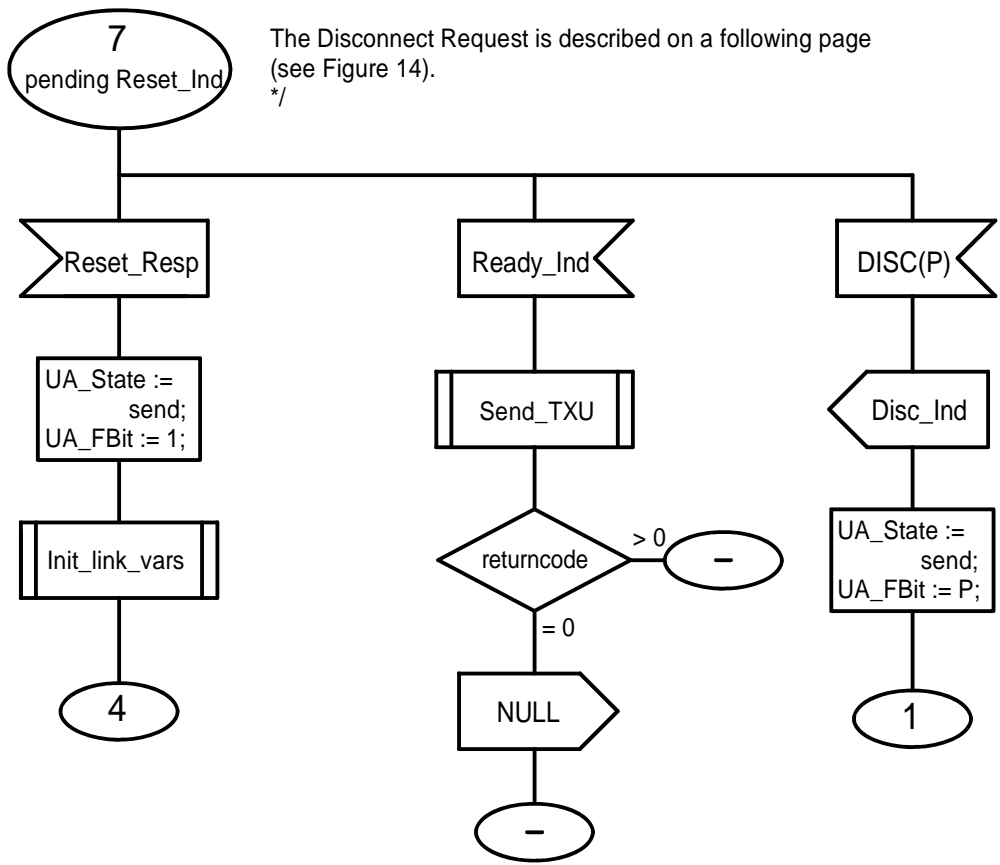 7
pending Reset_Ind
The Disconnect Request is described on a following page
(see Figure 14).
*/
Reset_Resp
UA_State :=
send;
UA_FBit := 1;
Init_link_vars
4
Ready_Ind
Send_TXU
returncode
> 0
–
= 0
NULL
–
DISC(P)
Disc_Ind
UA_State :=
send;
UA_FBit := P;
1